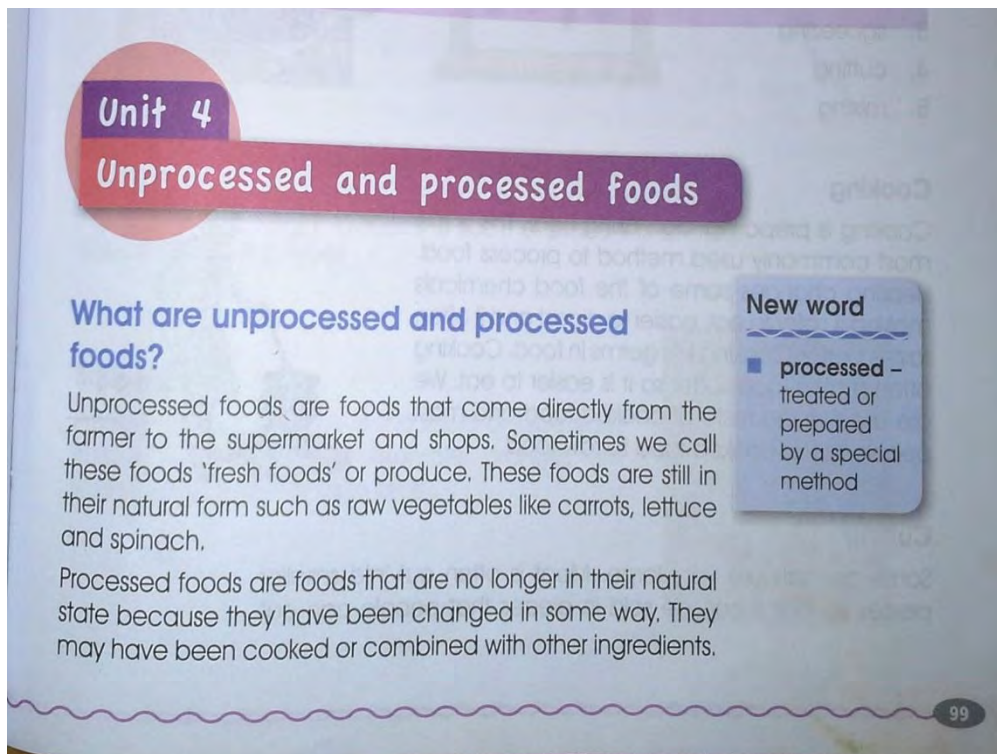 Unit 4
Unprocessed and processed foods
What are unprocessed and processed
foods?
Unprocessed foods are foods that come directly from the
farmer to the supermarket and shops. Sometimes we call
these foods ‘fresh foods’ or produce. These foods are still in
their natural form such as raw vegetables like carrots, lettuce
and spinach.
Processed foods are foods that are no longer in their natural
state because they have been changed in some way. They
may have been cooked or combined with other ingredients.
New word
processed –
treated or
prepared
by a special
method
99